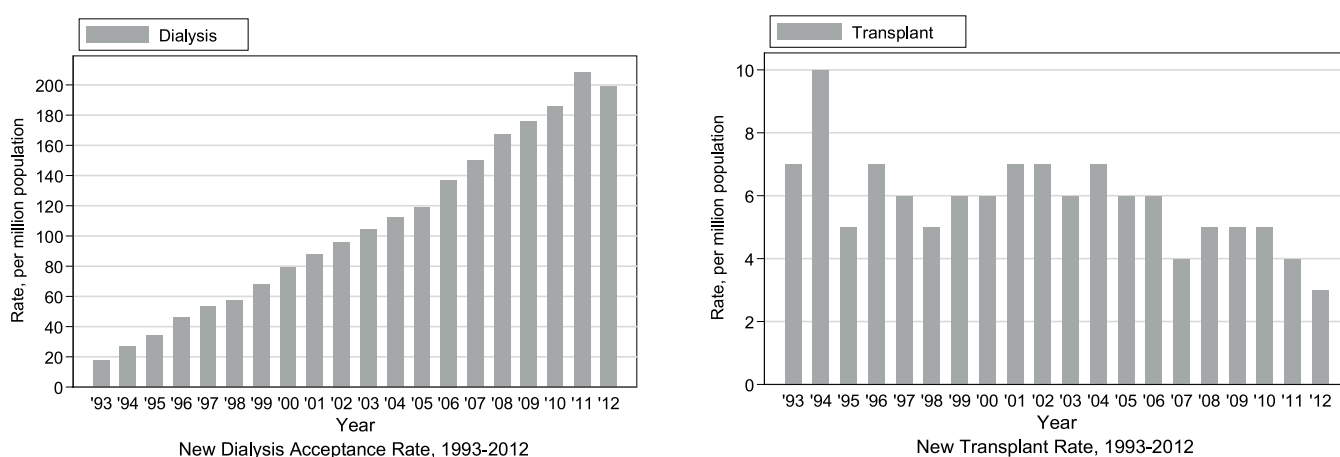 Dialysis
Rate, per million population
200
180
160
140
120
100
80
60
40
20
0
'93 '94 '95 '96 '97 '98 '99 '00 '01 '02 '03 '04 '05 '06 '07 '08 '09 '10 '11 '12
Year
New Dialysis Acceptance Rate, 1993-2012
Transplant
Rate, per million population
10
8
6
4
2
0
'93 '94 '95 '96 '97 '98 '99 '00 '01 '02 '03 '04 '05 '06 '07 '08 '09 '10 '11 '12
Year
New Transplant Rate, 1993-2012